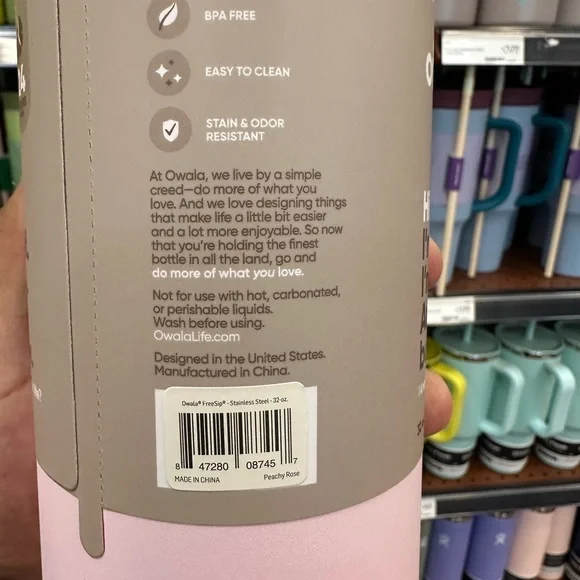 BPA FREE
EASY TO CLEAN
STAIN & ODOR
RESISTANT
At Owala, we live by a simple
creed—do more of what you
love. And we love designing things
that make life a little bit easier
and a lot more enjoyable. So now
that you're holding the finest
bottle in all the land, go and
do more of what you love.
Not for use with hot, carbonated,
or perishable liquids.
Wash before using.
OwalaLife.com
Designed in the United States.
Manufactured in China.
Owala® FreeSip® - Stainless Steel - 32 oz.
8 47280 08745 7
MADE IN CHINA
Peachy Rose